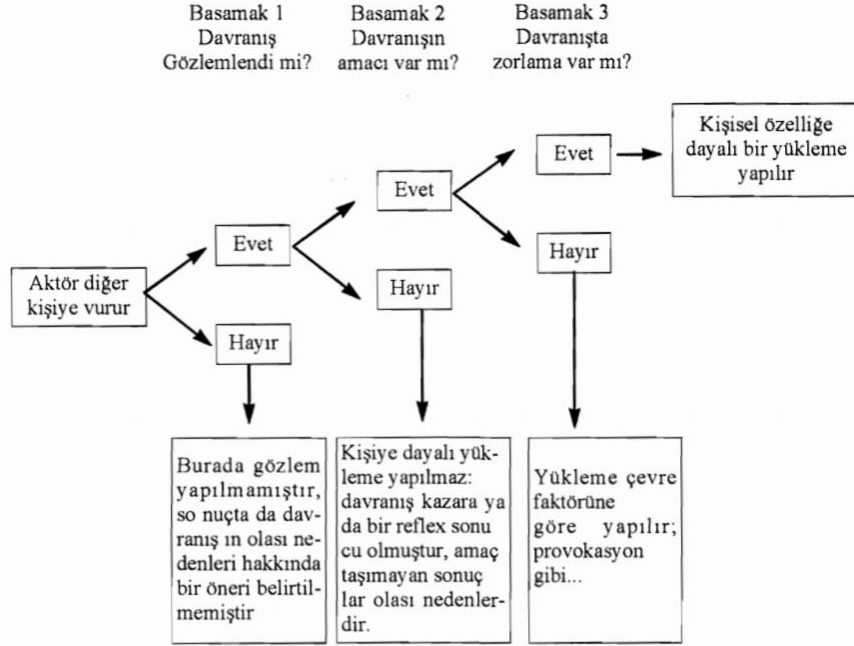 Basamak 1
Davranış
Gözlemlendi mi?
Basamak 2
Davranışın
amacı var mı?
Basamak 3
Davranışta
zorlama var mı?
Aktör diğer
kişiye vurur
Evet
Hayır
Evet
Hayır
Evet
Hayır
Kişisel özelliğe
dayalı bir yükleme
yapılır
Burada gözlem
yapılmamıştır,
so nuçta da dav-
ranış ın olası ne-
denleri hakkında
bir öneri belirtil-
memiştir
Kişiye dayalı yük-
leme yapılmaz:
davranış kazara ya
da bir reflex sonu
cu olmuştur, amaç
taşımayan sonuç
lar olası nedenler-
dir.
Yükleme çevre
faktörüne
göre yapılır;
provokasyon
gibi...